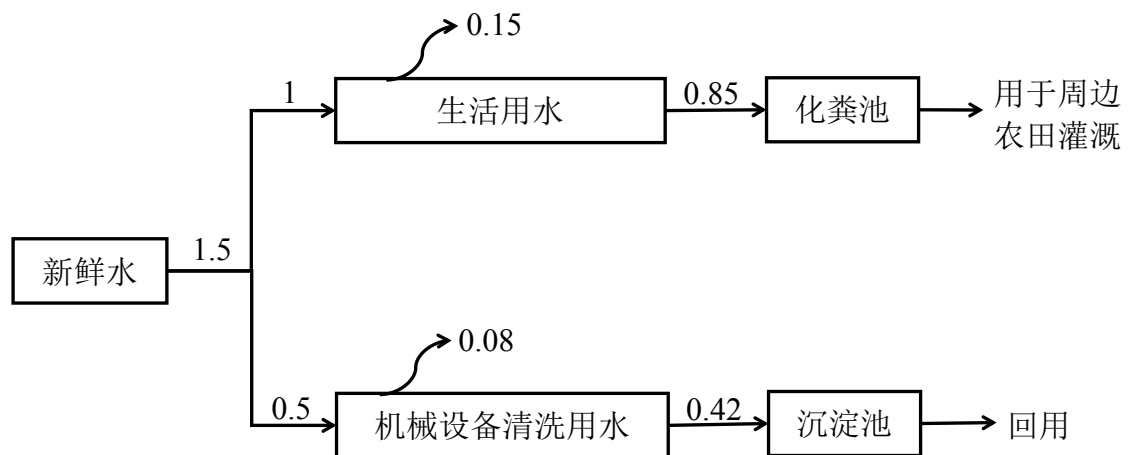 0.15
1
生活用水
0.85
化粪池
用于周边
农田灌溉
新鲜水
1.5
0.08
0.5
机械设备清洗用水
0.42
沉淀池
回用